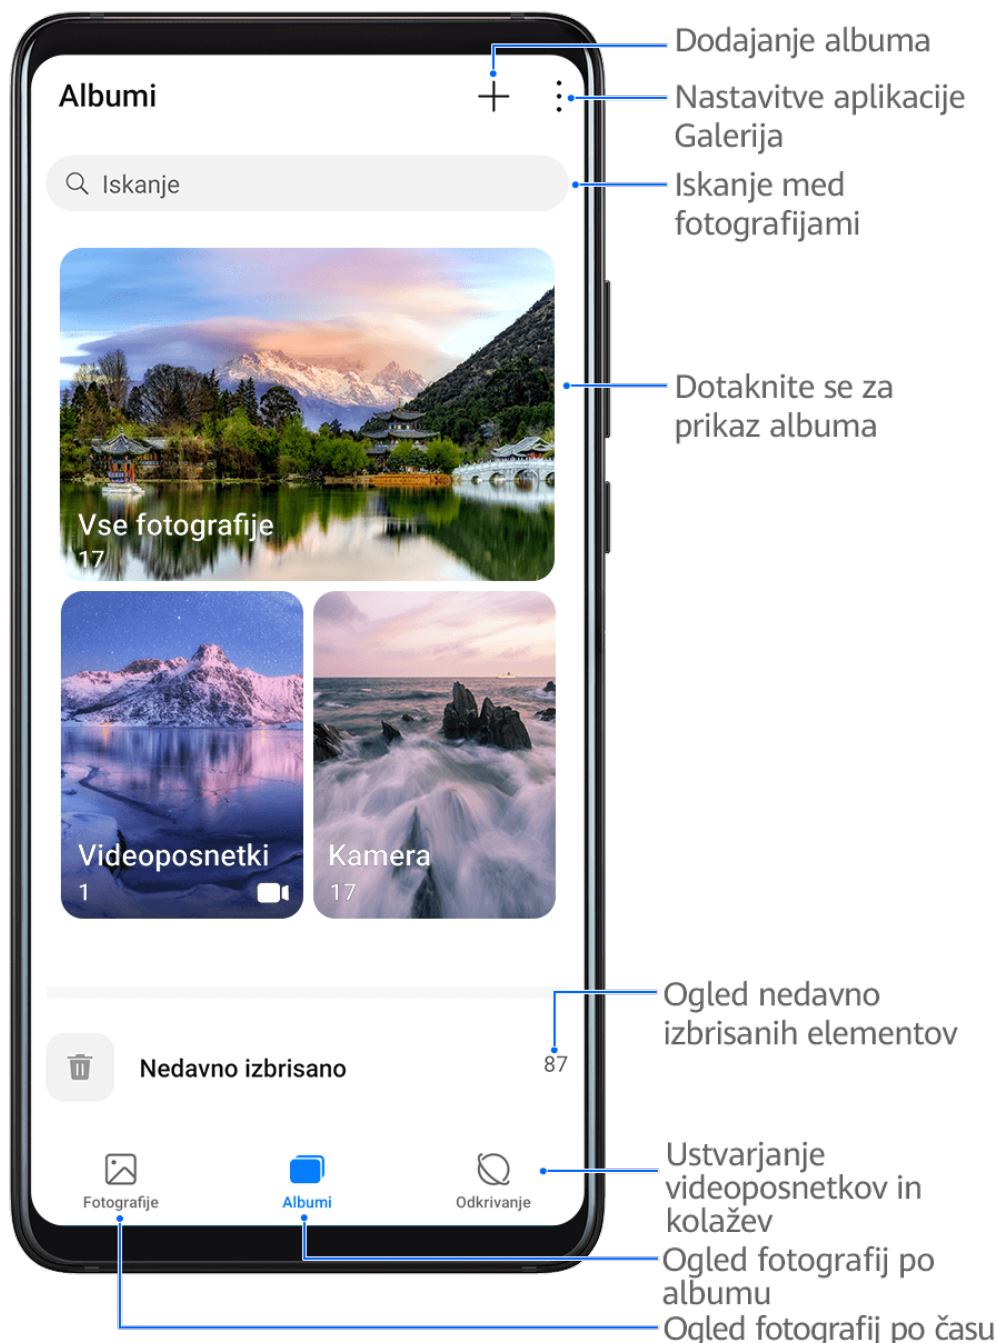 Dodajanje albuma
Albumi
Nastavitve aplikacije
Galerija
Iskanje
Iskanje med
fotografijami
Dotaknite se za
prikaz albuma
Vse fotografije
17
Videoposnetki
1
Kamera
17
Ogled nedavno
izbrisanih elementov
Nedavno izbrisano
87
Ustvarjanje
videoposnetkov in
kolažev
Fotografije
Albumi
Odkrivanje
Ogled fotografij po
albumu
Ogled fotografij po času